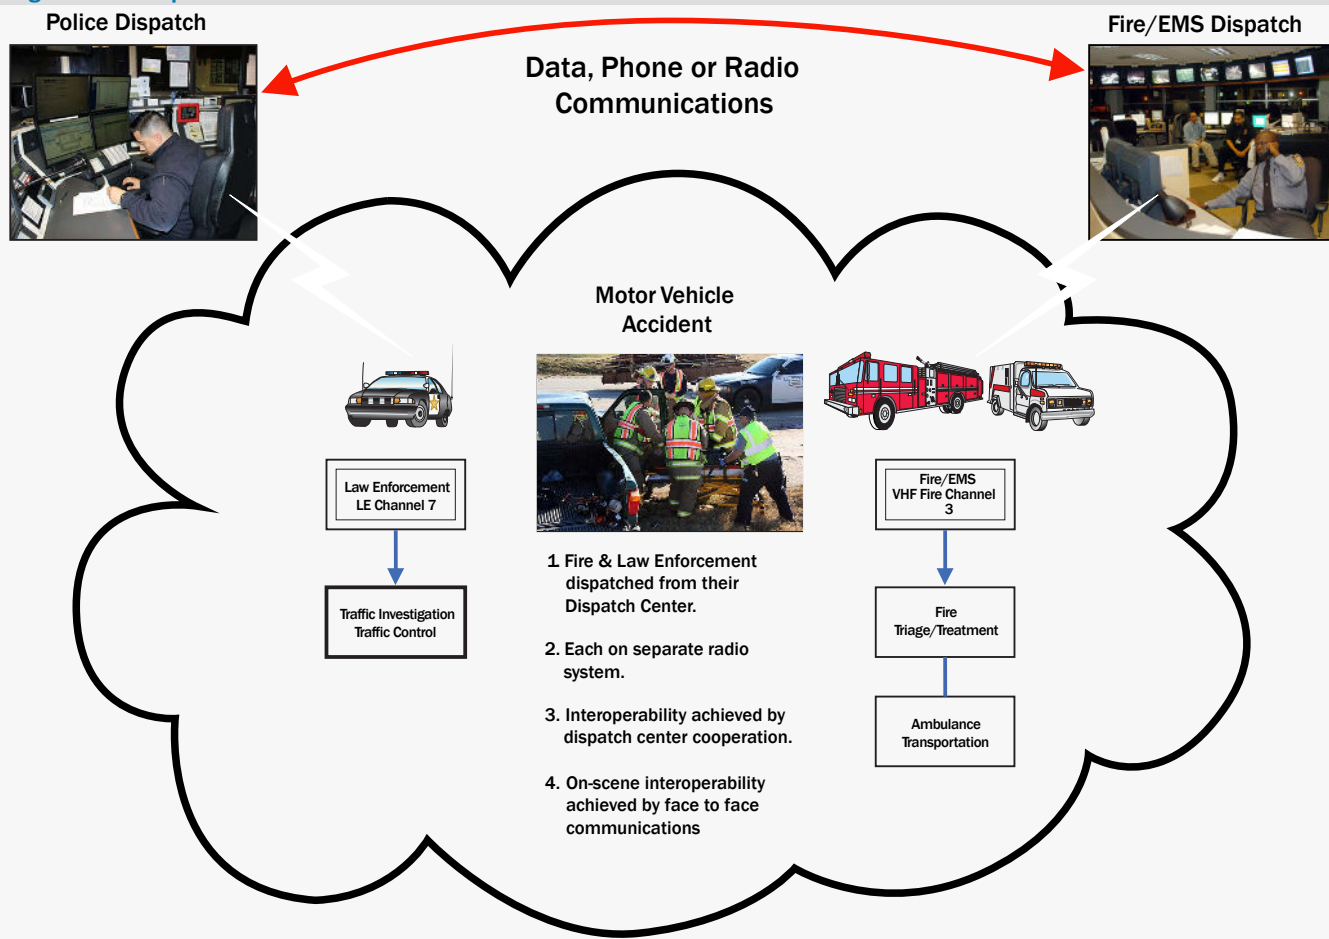 Police Dispatch
Fire/EMS Dispatch
Data, Phone or Radio
Communications
Motor Vehicle
Accident
Law Enforcement
LE Channel 7
Traffic Investigation
Traffic Control
Fire/EMS
VHF Fire Channel
3
Fire
Triage/Treatment
Ambulance
Transportation
1 Fire & Law Enforcement
dispatched from their
Dispatch Center.
2. Each on separate radio
system.
3. Interoperability achieved by
dispatch center cooperation.
4. On-scene interoperability
achieved by face to face
communications